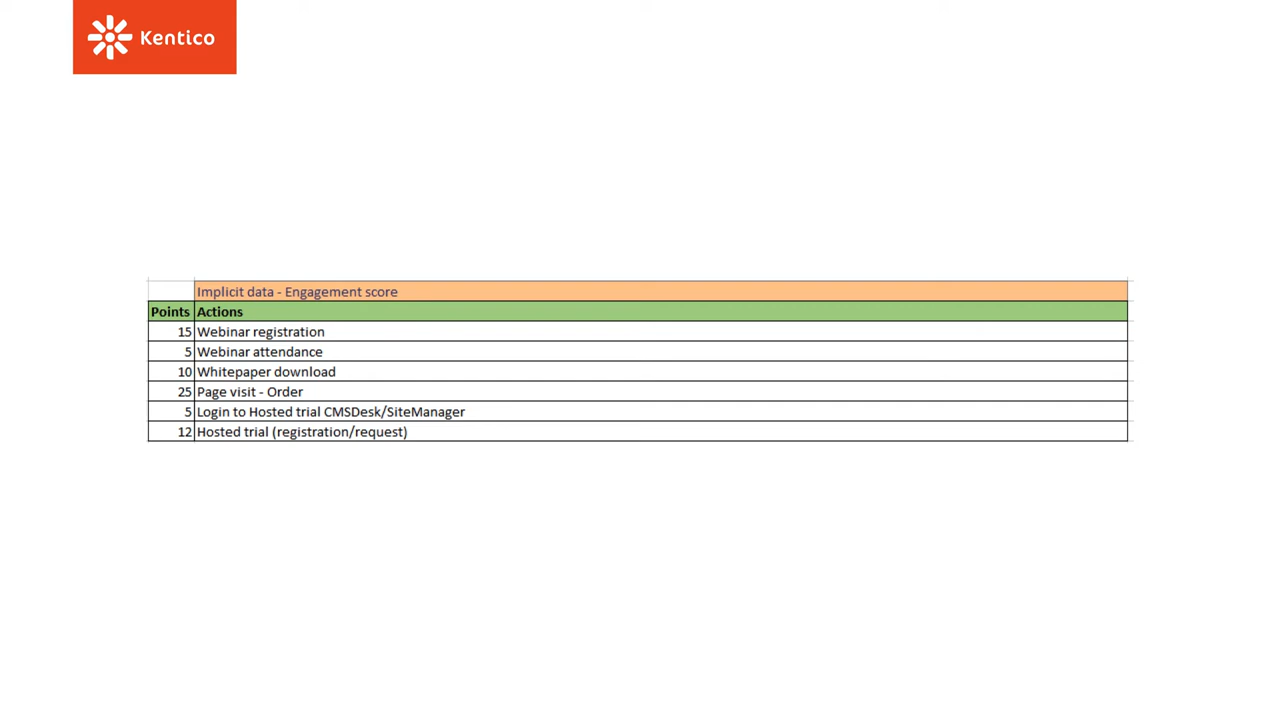 Kentico
Implicit data - Engagement score
Points Actions
15 Webinar registration
5 Webinar attendance
10 Whitepaper download
25 Page visit - Order
5 Login to Hosted trial CMSDesk/SiteManager
12 Hosted trial (registration/request)